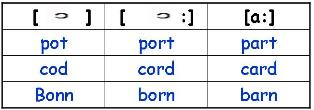 [ ɔ ] [ ɔ :] [a:]
pot port part
cod cord card
Bonn born barn